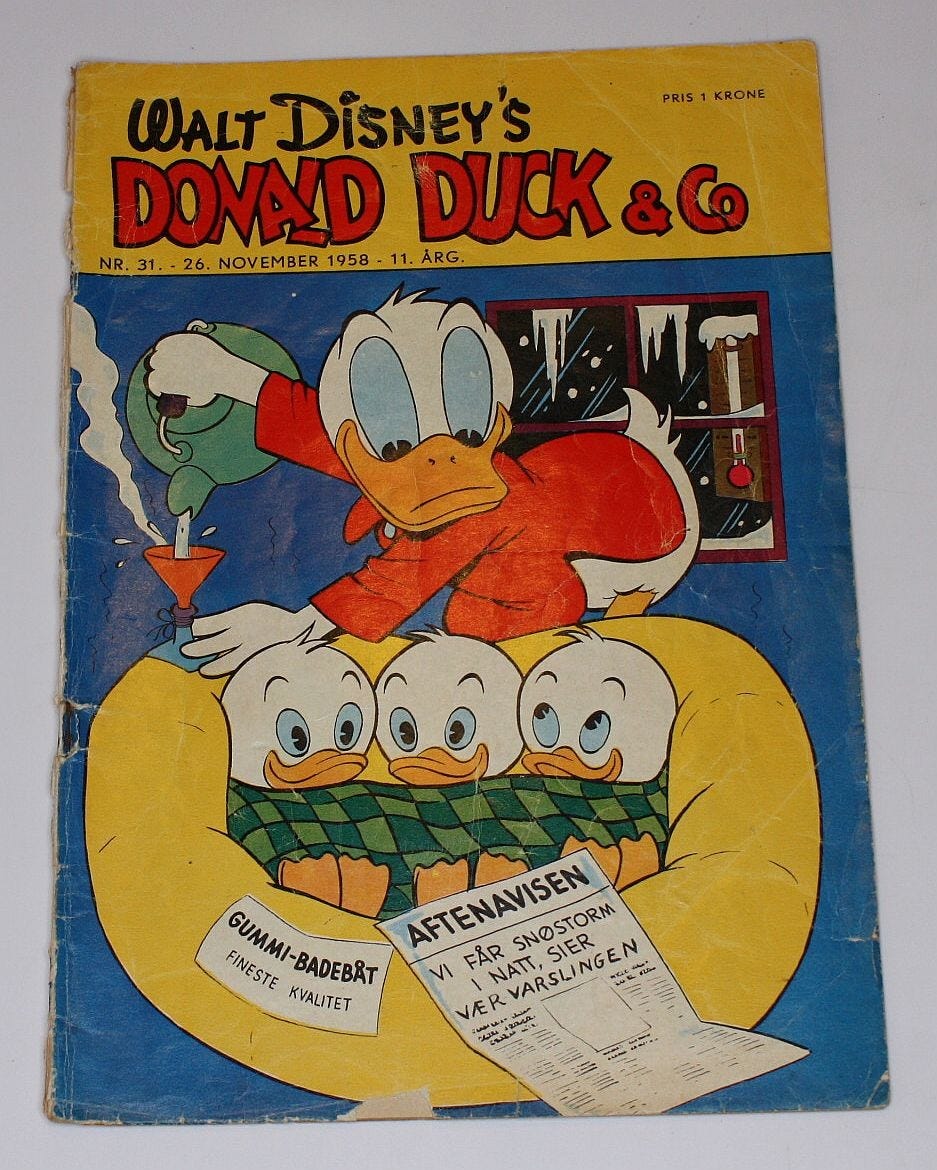 WALT DISNEY'S
PRIS 1 KRONE
DONALD DUCK & Co
NR. 31. - 26. NOVEMBER 1958 - 11. ÅRG.
GUMMI-BADEBÅT
FINESTE KVALITET
AFTENAVISEN
VI FÅR SNØSTORM
I NATT, SIER
VÆRVARSLINGEN